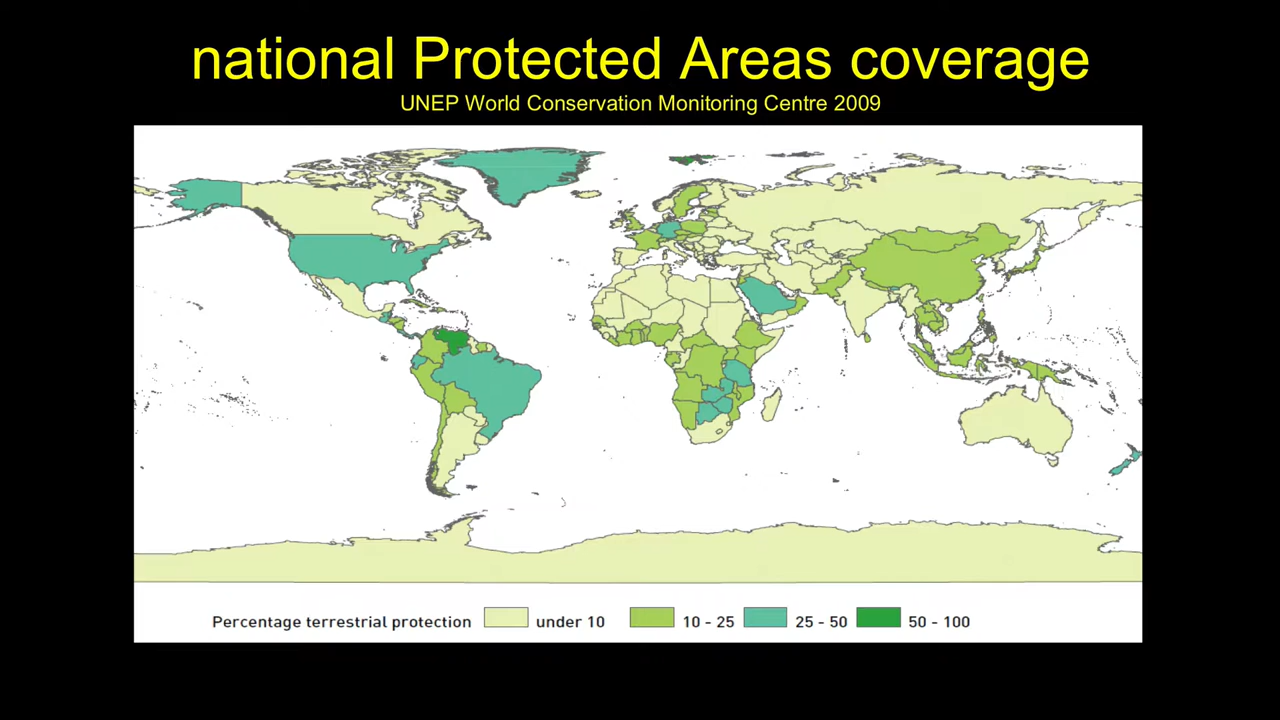 national Protected Areas coverage
UNEP World Conservation Monitoring Centre 2009
Percentage terrestrial protection under 10 10 - 25 25 - 50 50 - 100